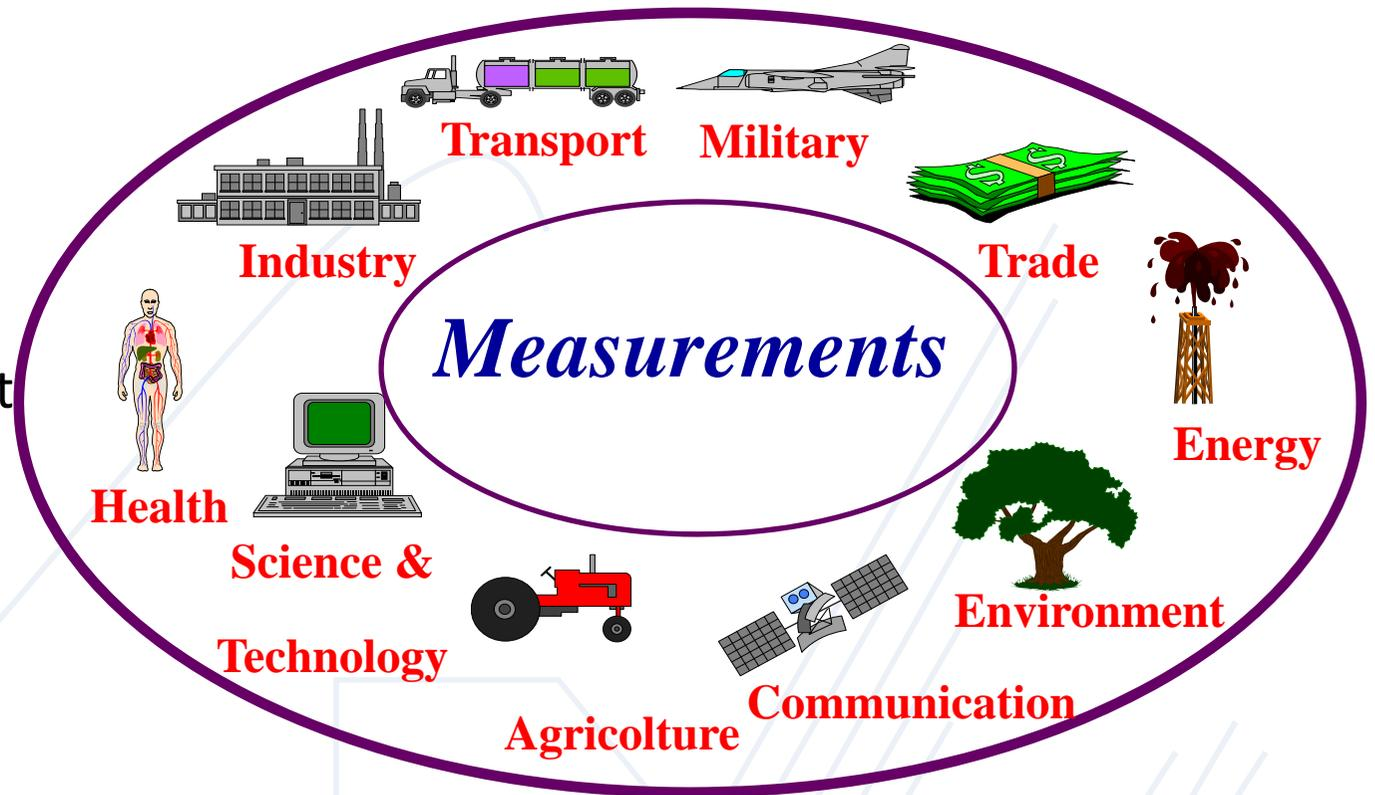 Transport
Military
Industry
Trade
Measurements
t
Energy
Health
Science &
Technology
Environment
Communication
Agricolture